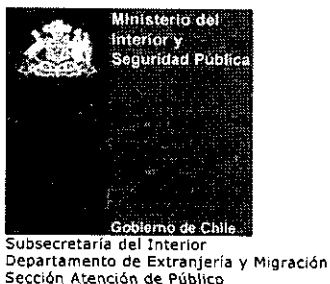 Ministerio del
Interior y
Seguridad Pública
Gobierno de Chile
Subsecretaría del Interior
Departamento de Extranjería y Migración
Sección Atención de Público